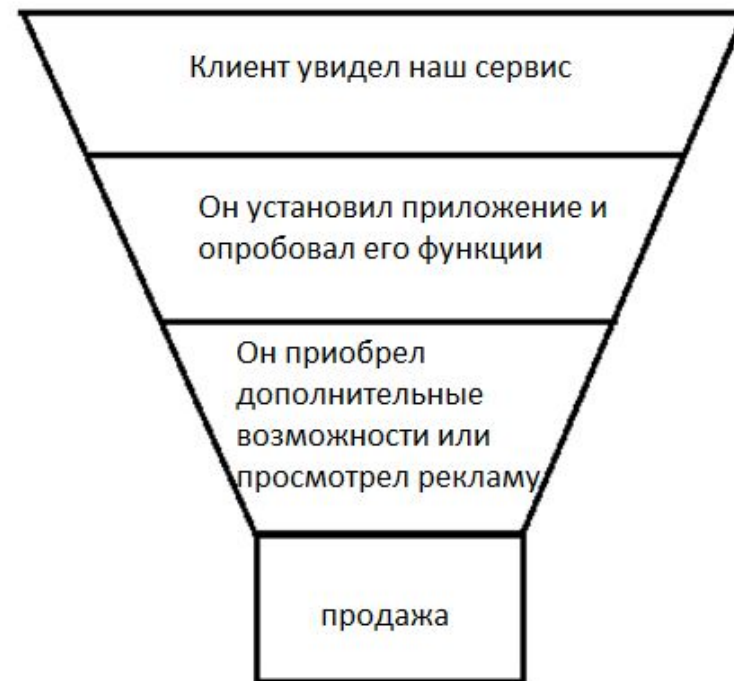 Клиент увидел наш сервис
Он установил приложение и
опробовал его функции
Он приобрел
дополнительные
возможности или
просмотрел рекламу
продажа